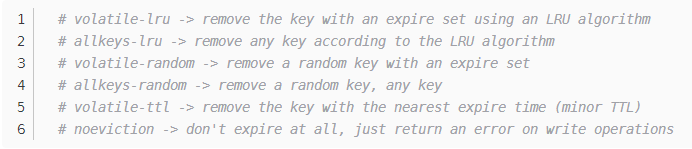 1 # volatile-lru -> remove the key with an expire set using an LRU algorithm
2 # allkeys-lru -> remove any key according to the LRU algorithm
3 # volatile-random -> remove a random key with an expire set
4 # allkeys-random -> remove a random key, any key
5 # volatile-ttl -> remove the key with the nearest expire time (minor TTL)
6 # noeviction -> don't expire at all, just return an error on write operations